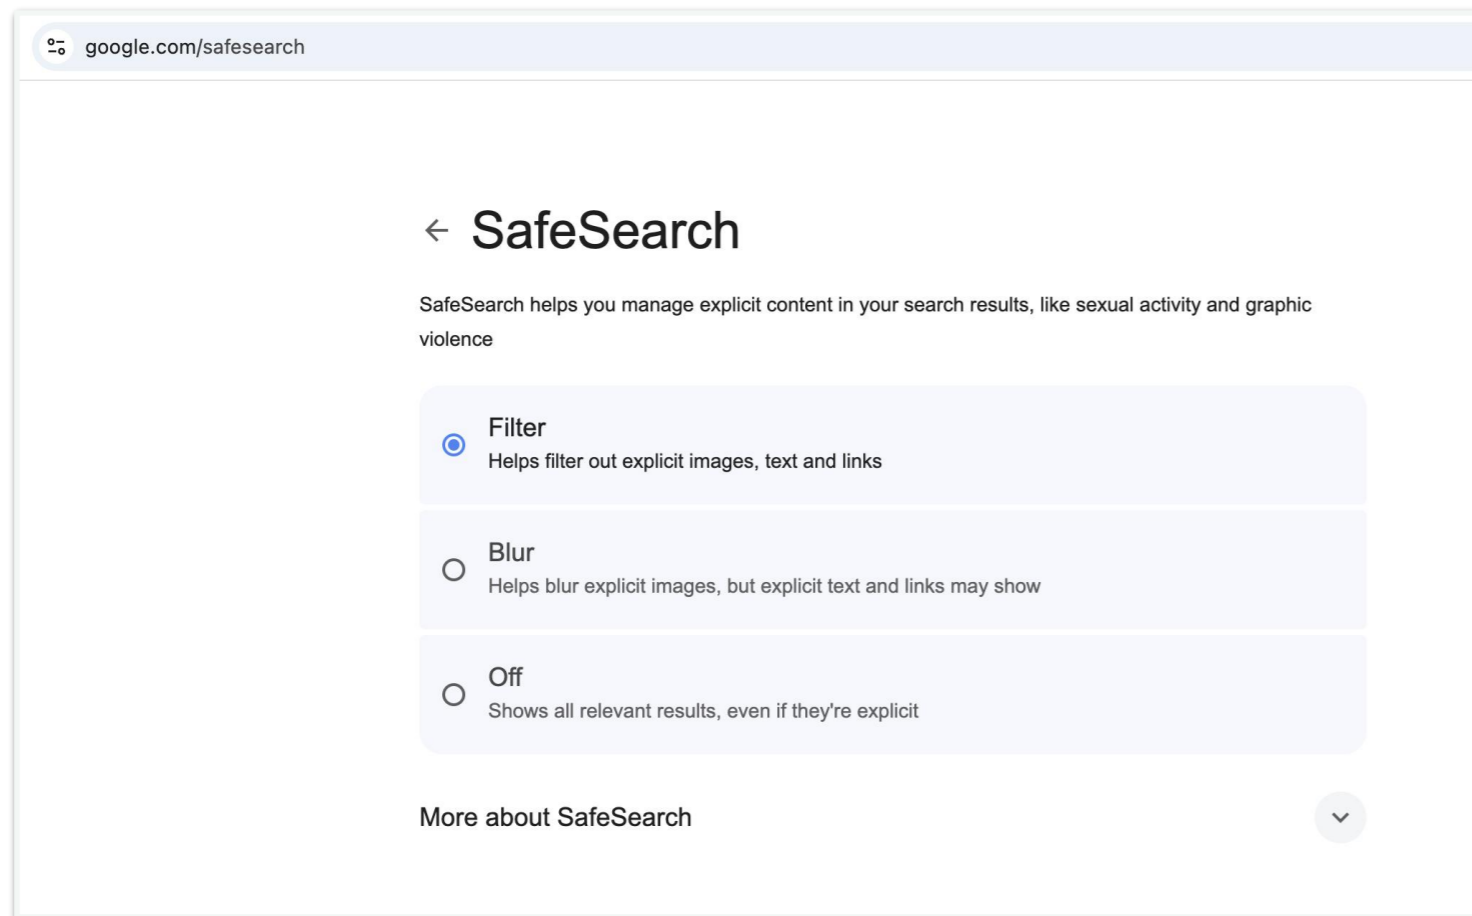 google.com/safesearch
SafeSearch
SafeSearch helps you manage explicit content in your search results, like sexual activity and graphic
violence
Filter
Helps filter out explicit images, text and links
Blur
Helps blur explicit images, but explicit text and links may show
Off
Shows all relevant results, even if they're explicit
More about SafeSearch